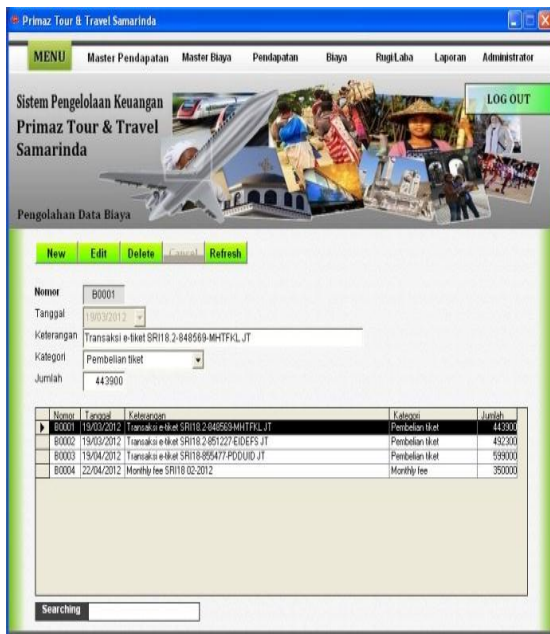 Primaz Tour & Travel Samarinda
MENU Master Pendapatan Master Biaya Pendapatan Biaya Rugi/Laba Laporan Administrator
LOG OUT
Sistem Pengelolaan Keuangan
Primaz Tour & Travel
Samarinda
Pengolahan Data Biaya
New Edit Delete Cancel Refresh
Nomor B0001
Tanggal 19/03/2012
Keterangan Transaksi e-tiket SRI18.2-848569-MHTFKL JT
Kategori Pembelian tiket
Jumlah 443900
Nomor Tanggal Keterangan Kategori Jumlah
B0001 19/03/2012 Transaksi e-tiket SRI18.2-848569-MHTFKL JT Pembelian tiket 443900
B0002 19/03/2012 Transaksi e-tiket SRI18.2-851227-EIDEFS JT Pembelian tiket 492300
B0003 19/04/2012 Transaksi e-tiket SRI18-855477-PDDUID JT Pembelian tiket 599000
B0004 22/04/2012 Monthly fee SRI18 02-2012 Monthly fee 350000
Searching